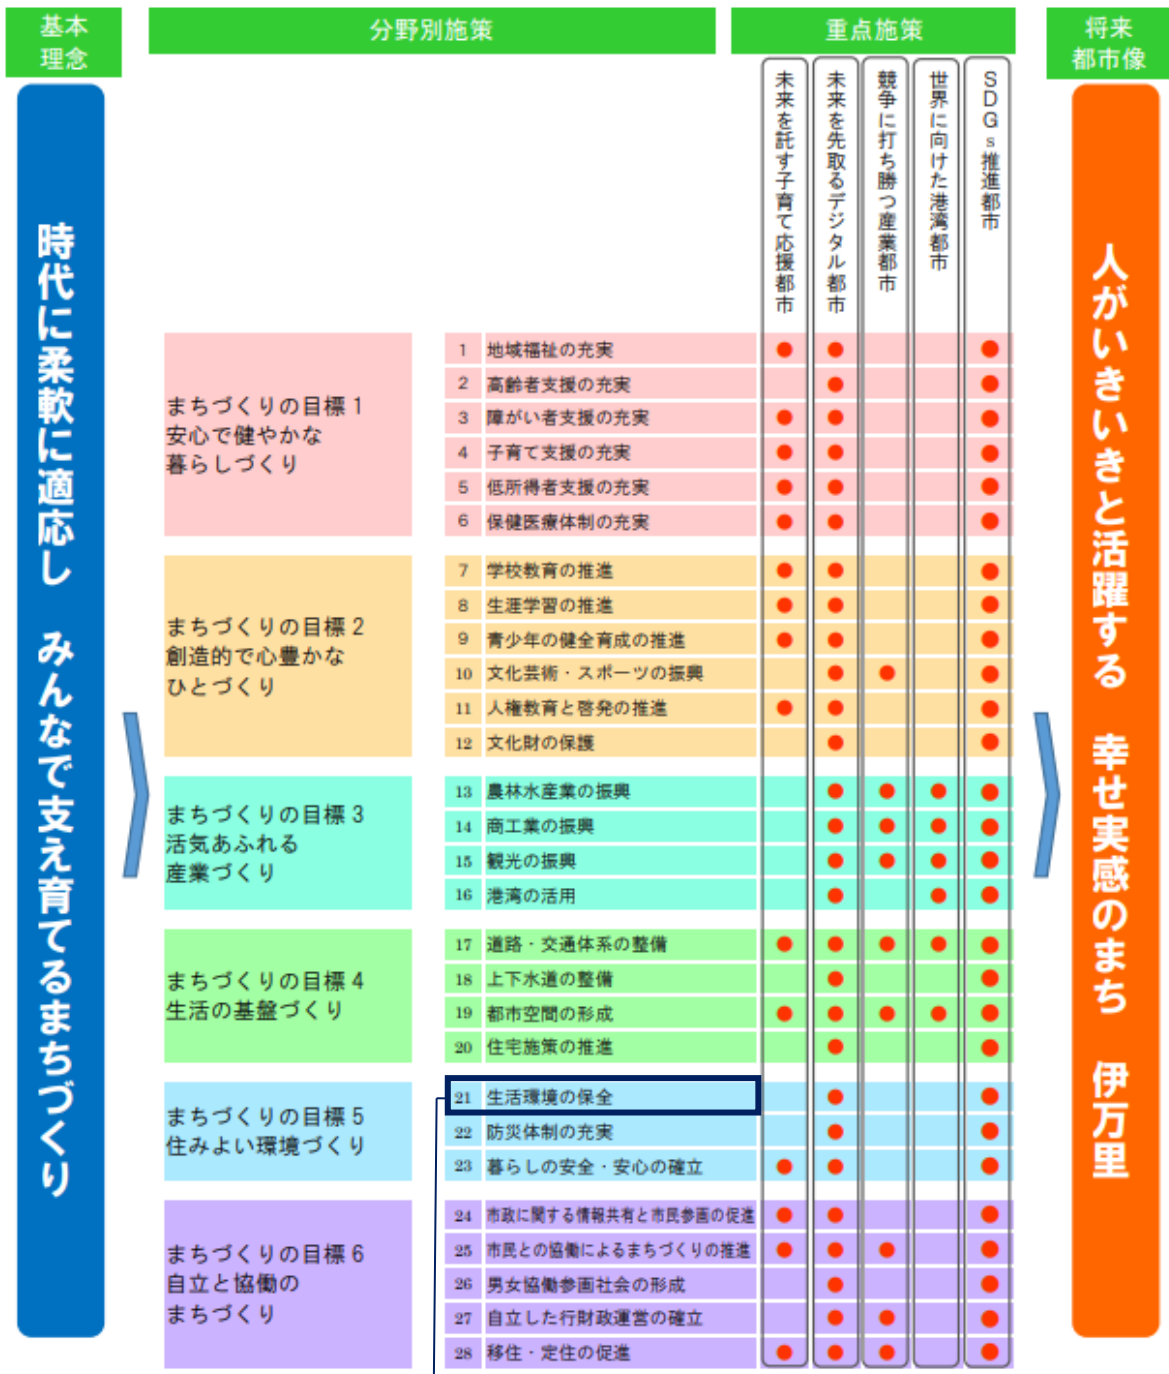 基本
理念
分野別施策
重点施策
将来
都市像
時代に柔軟に適応し　みんなで支え育てるまちづくり
未来を託す子育て応援都市
未来を先取るデジタル都市
競争に打ち勝つ産業都市
世界に向けた港湾都市
SDGs推進都市
人がいきいきと活躍する　幸せ実感のまち　伊万里
まちづくりの目標1
安心で健やかな
暮らしづくり
1 地域福祉の充実 ● ● ●
2 高齢者支援の充実 ● ●
3 障がい者支援の充実 ● ● ●
4 子育て支援の充実 ● ● ●
5 低所得者支援の充実 ● ● ●
6 保健医療体制の充実 ● ● ●
まちづくりの目標2
創造的で心豊かな
ひとづくり
7 学校教育の推進 ● ● ●
8 生涯学習の推進 ● ● ●
9 青少年の健全育成の推進 ● ● ●
10 文化芸術・スポーツの振興 ● ● ●
11 人権教育と啓発の推進 ● ● ●
12 文化財の保護 ● ●
まちづくりの目標3
活気あふれる
産業づくり
13 農林水産業の振興 ● ● ● ●
14 商工業の振興 ● ● ● ●
15 観光の振興 ● ● ● ●
16 港湾の活用 ● ● ●
まちづくりの目標4
生活の基盤づくり
17 道路・交通体系の整備 ● ● ● ● ●
18 上下水道の整備 ● ●
19 都市空間の形成 ● ● ● ● ●
20 住宅施策の推進 ● ●
まちづくりの目標5
住みよい環境づくり
21 生活環境の保全 ● ●
22 防災体制の充実 ● ●
23 暮らしの安全・安心の確立 ● ● ●
まちづくりの目標6
自立と協働の
まちづくり
24 市政に関する情報共有と市民参画の促進 ● ● ●
25 市民との協働によるまちづくりの推進 ● ● ● ●
26 男女協働参画社会の形成 ● ●
27 自立した行財政運営の確立 ● ● ●
28 移住・定住の促進 ● ● ● ●